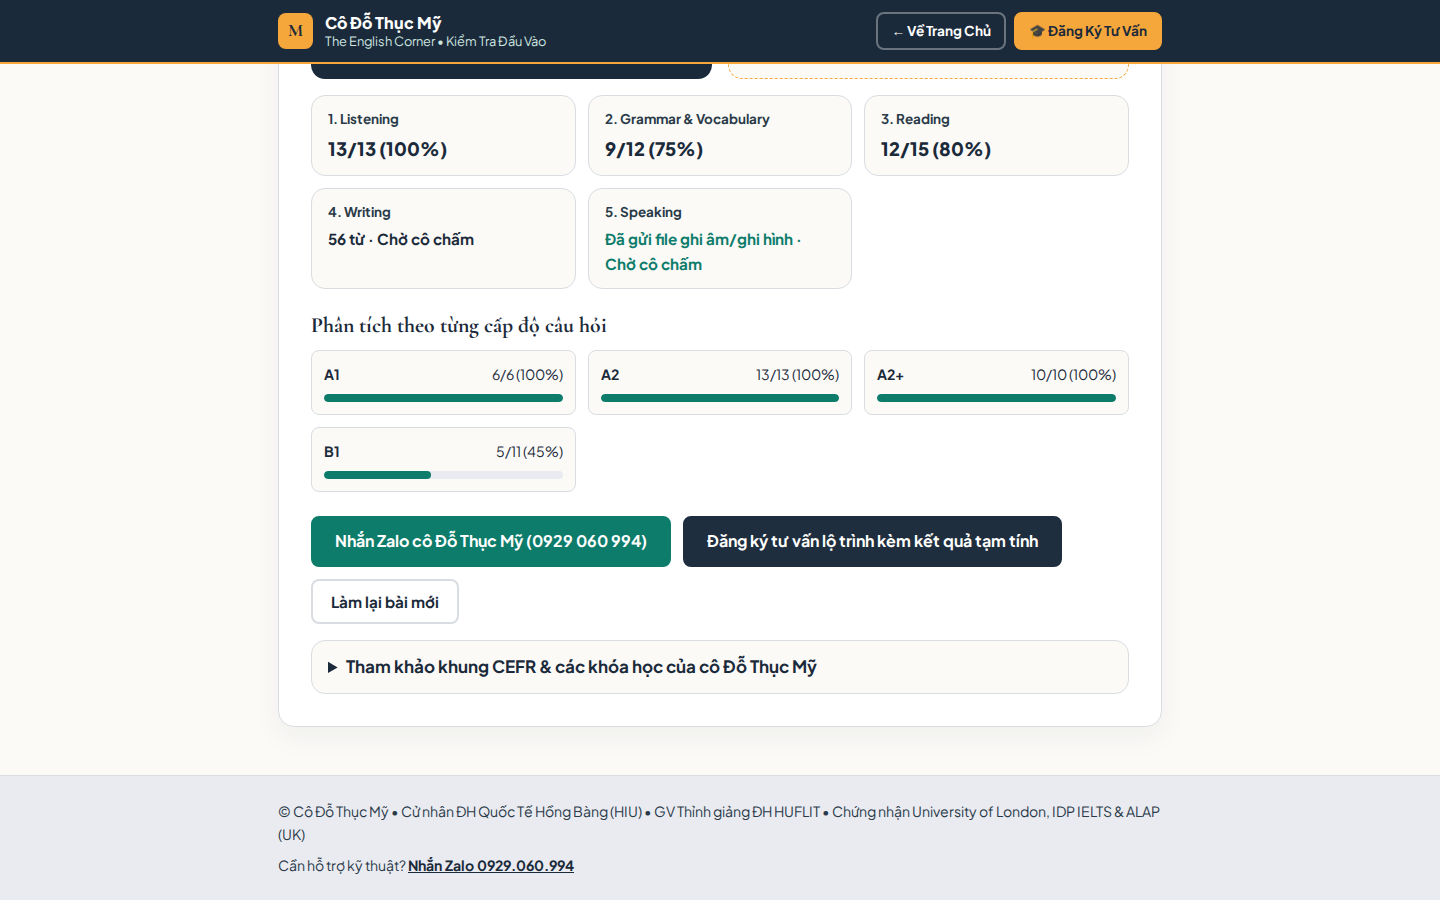 M
Cô Đỗ Thục Mỹ
The English Corner • Kiểm Tra Đầu Vào
← Về Trang Chủ
🎓 Đăng Ký Tư Vấn
1. Listening
13/13 (100%)
2. Grammar & Vocabulary
9/12 (75%)
3. Reading
12/15 (80%)
4. Writing
56 từ · Chờ cô chấm
5. Speaking
Đã gửi file ghi âm/ghi hình ·
Chờ cô chấm
Phân tích theo từng cấp độ câu hỏi
A1 6/6 (100%)
A2 13/13 (100%)
A2+ 10/10 (100%)
B1 5/11 (45%)
Nhắn Zalo cô Đỗ Thục Mỹ (0929 060 994)
Đăng ký tư vấn lộ trình kèm kết quả tạm tính
Làm lại bài mới
▶ Tham khảo khung CEFR & các khóa học của cô Đỗ Thục Mỹ
© Cô Đỗ Thục Mỹ • Cử nhân ĐH Quốc Tế Hồng Bàng (HIU) • GV Thỉnh giảng ĐH HUFLIT • Chứng nhận University of London, IDP IELTS & ALAP
(UK)
Cần hỗ trợ kỹ thuật? Nhắn Zalo 0929.060.994